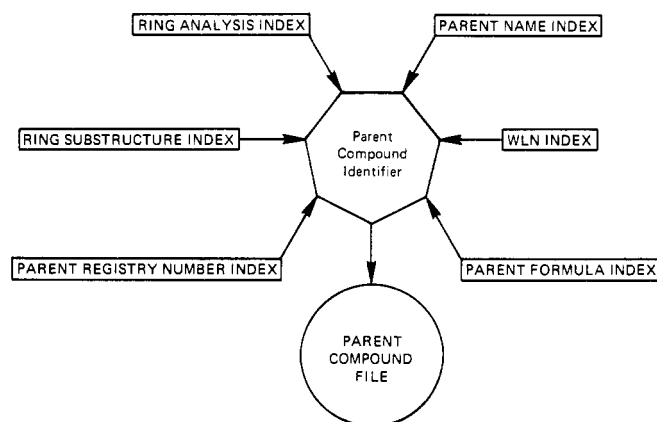 RING ANALYSIS INDEX
PARENT NAME INDEX
RING SUBSTRUCTURE INDEX
Parent
Compound
Identifier
WLN INDEX
PARENT REGISTRY NUMBER INDEX
PARENT FORMULA INDEX
PARENT
COMPOUND
FILE